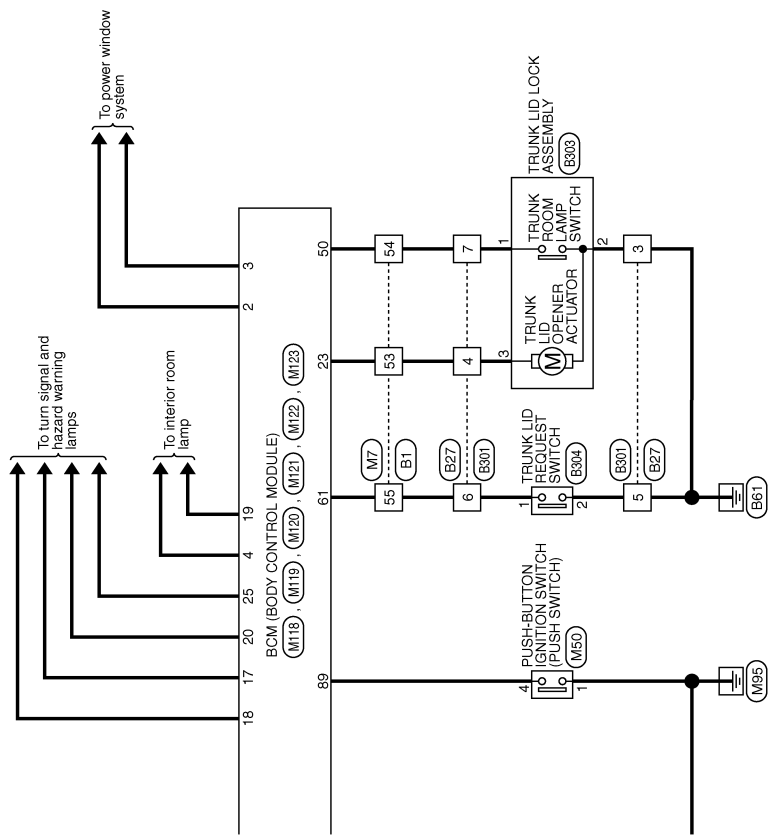 To power window
system
To turn signal and
hazard warning
lamps
To interior room
lamp
18
17
20
25
4
19
2
3
BCM (BODY CONTROL MODULE)
M118 , M119 , M120 , M121 , M122 , M123
89
61
23
50
M7
B1
55
53
54
B27
B301
6
4
7
PUSH-BUTTON
IGNITION SWITCH
(PUSH SWITCH)
M50
4
1
TRUNK LID
REQUEST
SWITCH
B304
1
2
TRUNK LID LOCK
ASSEMBLY
B303
TRUNK
LID
OPENER
ACTUATOR
M
TRUNK
ROOM
LAMP
SWITCH
3
1
2
B301
B27
5
3
M95
B61